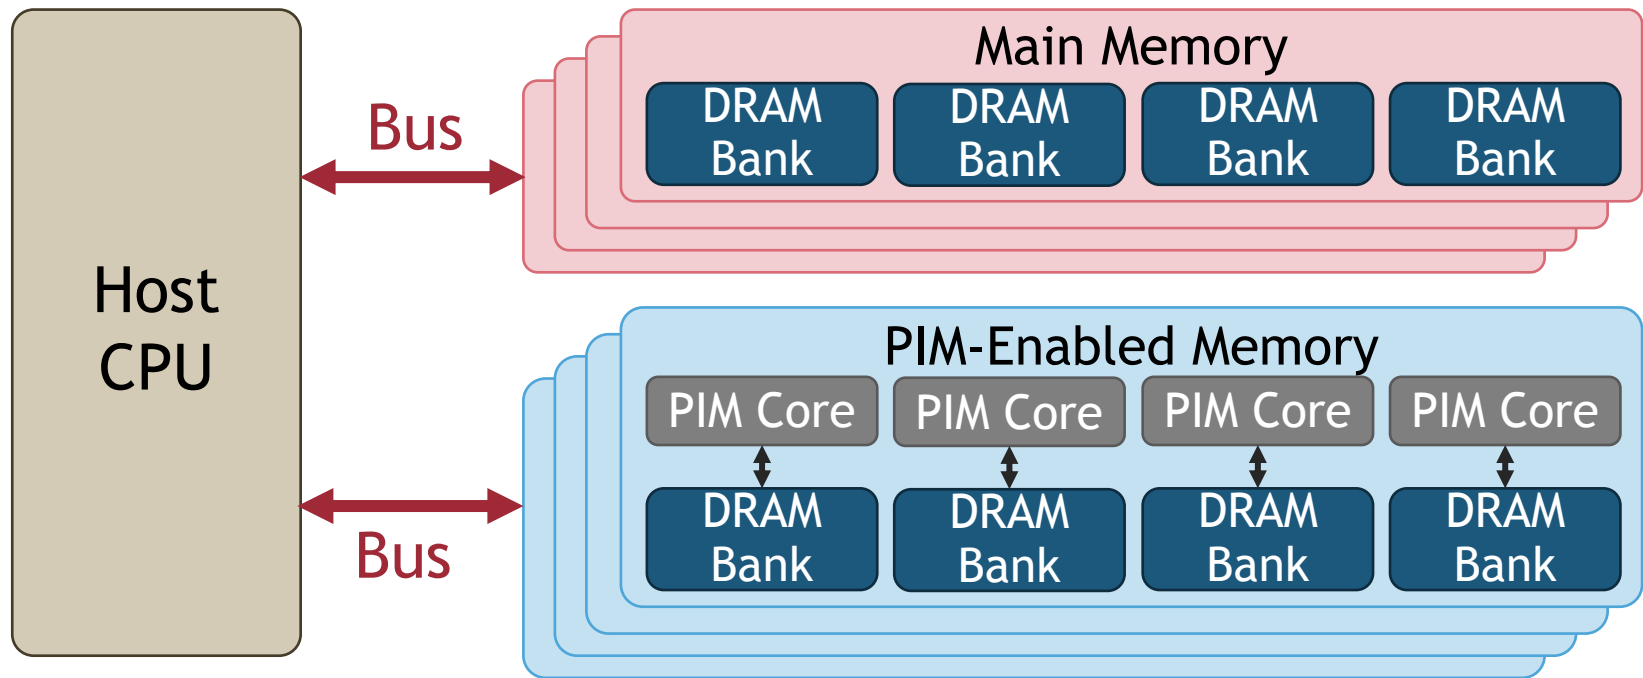 Main Memory
DRAM Bank
DRAM Bank
DRAM Bank
DRAM Bank
Bus
Host
CPU
PIM-Enabled Memory
PIM Core
PIM Core
PIM Core
PIM Core
DRAM Bank
DRAM Bank
DRAM Bank
DRAM Bank
Bus